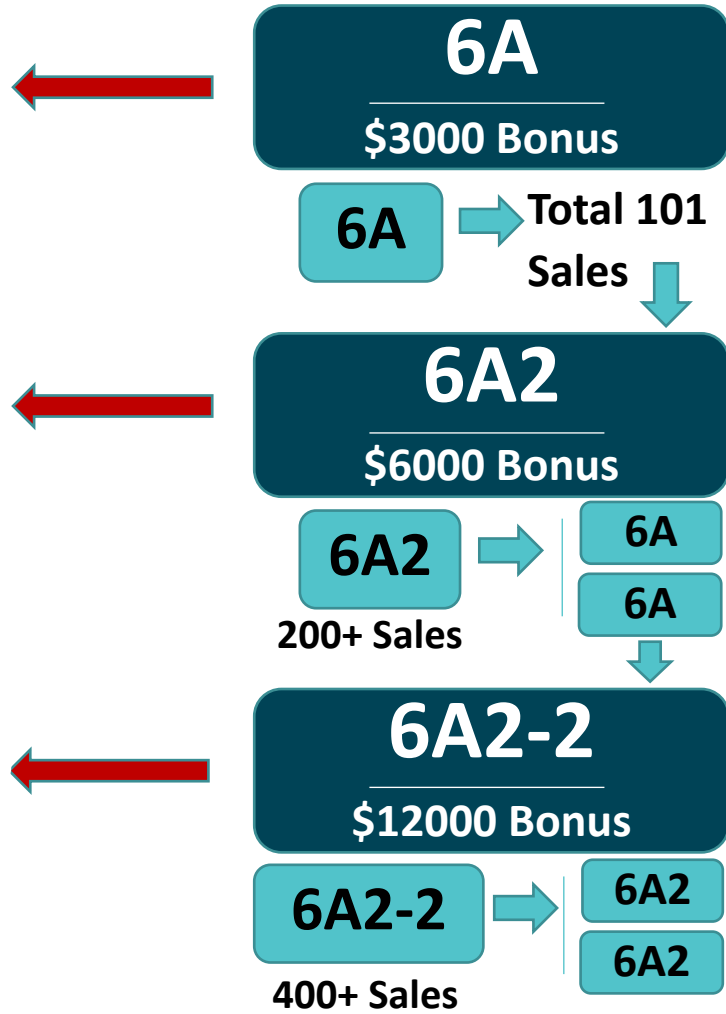 6A
$3000 Bonus
6A
Total 101
Sales
6A2
$6000 Bonus
6A2
200+ Sales
6A
6A
6A2-2
$12000 Bonus
6A2-2
400+ Sales
6A2
6A2